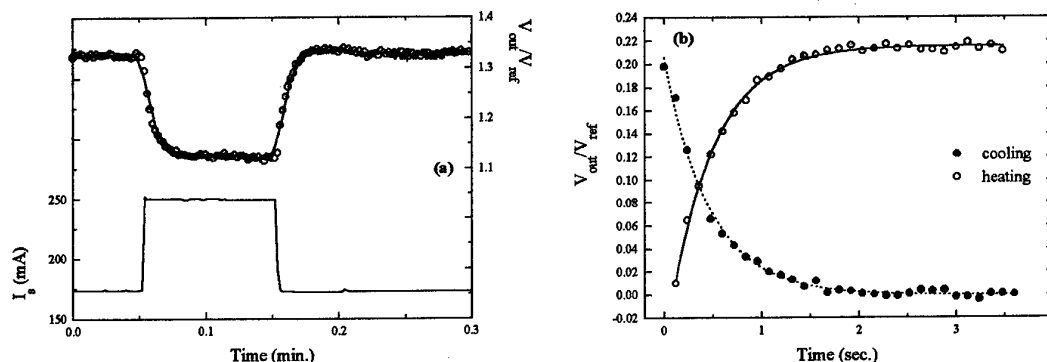 1.4
1.3
1.2
1.1
V_out/V_ref
(a)
250
200
175
150
I_s (mA)
0.0 0.1 0.2 0.3
Time (min.)
0.24
0.22
0.20
0.18
0.16
0.14
0.12
0.10
0.08
0.06
0.04
0.02
0.00
-0.02
V_out/V_ref
(b)
cooling
heating
0 1 2 3
Time (sec.)